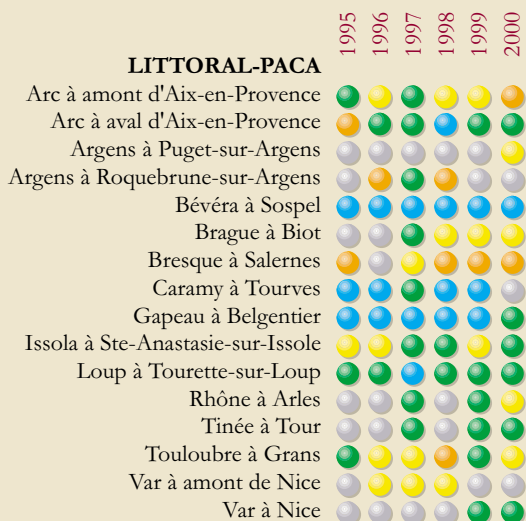 1995 1996 1997 1998 1999 2000
LITTORAL-PACA
Arc à amont d'Aix-en-Provence
Arc à aval d'Aix-en-Provence
Argens à Puget-sur-Argens
Argens à Roquebrune-sur-Argens
Bévéra à Sospel
Brague à Biot
Bresque à Salernes
Caramy à Tourves
Gapeau à Belgentier
Issola à Ste-Anastasie-sur-Issole
Loup à Tourette-sur-Loup
Rhône à Arles
Tinée à Tour
Touloubre à Grans
Var à amont de Nice
Var à Nice